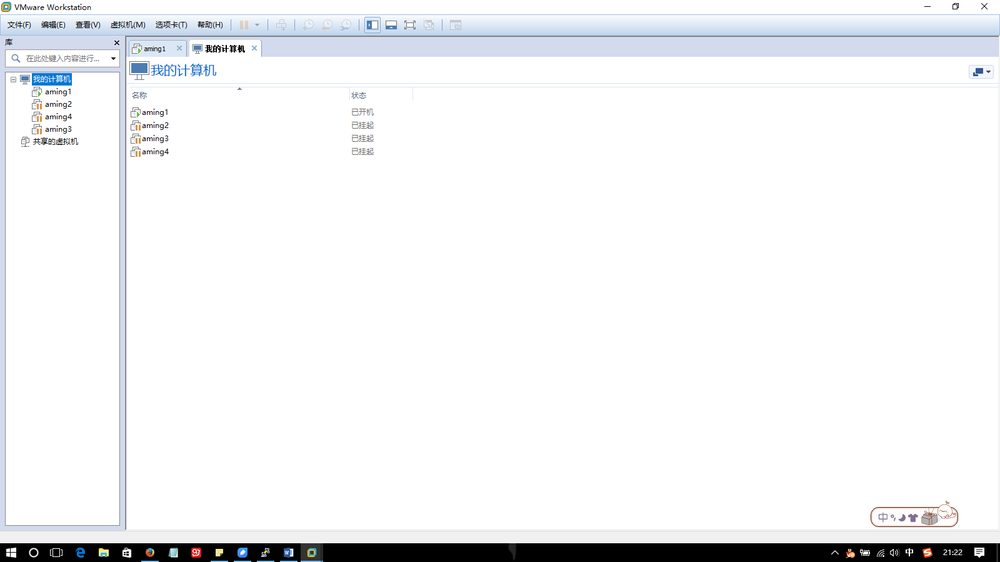 VMware Workstation
文件(F) 编辑(E) 查看(V) 虚拟机(M) 选项卡(T) 帮助(H)
库
在此处键入内容进行...
我的计算机
aming1
aming2
aming4
aming3
共享的虚拟机
aming1 我的计算机
我的计算机
名称 状态
aming1 已开机
aming2 已挂起
aming3 已挂起
aming4 已挂起
中
中 21:22